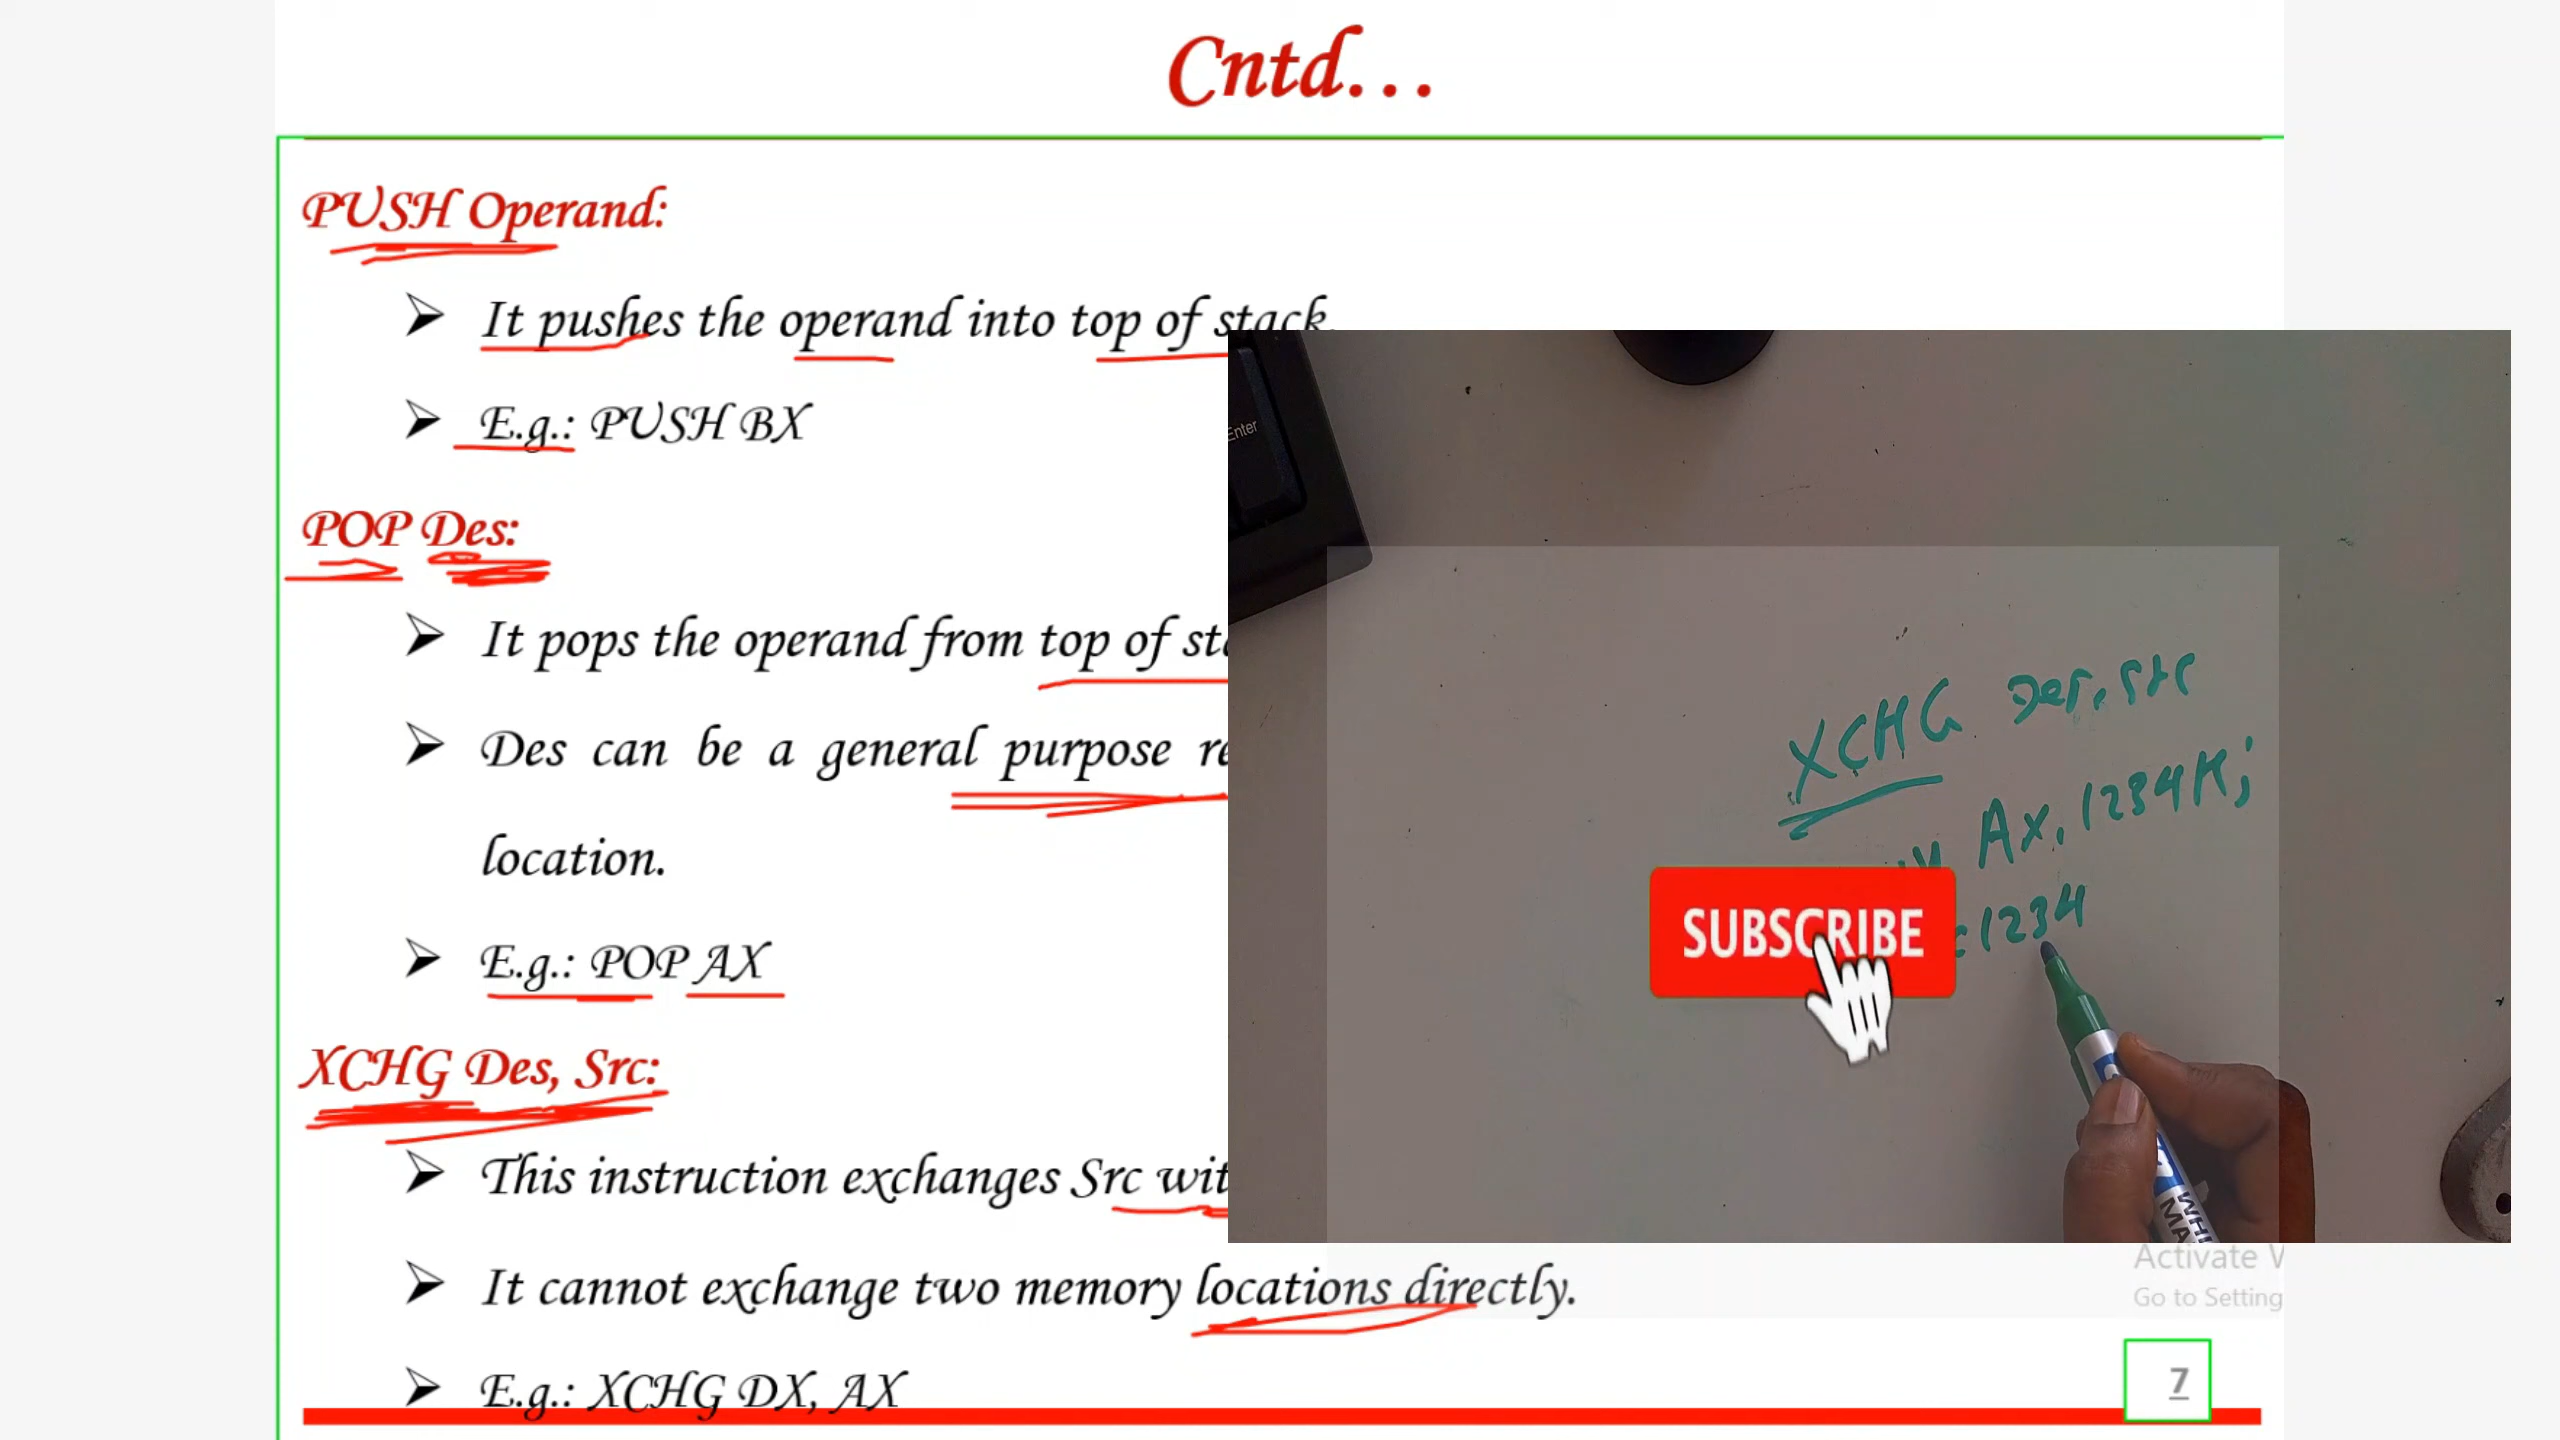 Cntd...
PUSH Operand:
It pushes the operand into top of stack.
E.g.: PUSH BX
POP Des:
It pops the operand from top of
Des can be a general purpose
location.
E.g.: POP AX
XCHG Des, Src:
This instruction exchanges Src
It cannot exchange two memory locations directly.
E.g.: XCHG DX, AX
7
Enter
XCHG Des, Src
AX, 1234H;
:1234
SUBSCRIBE
Activate
Go to Setting